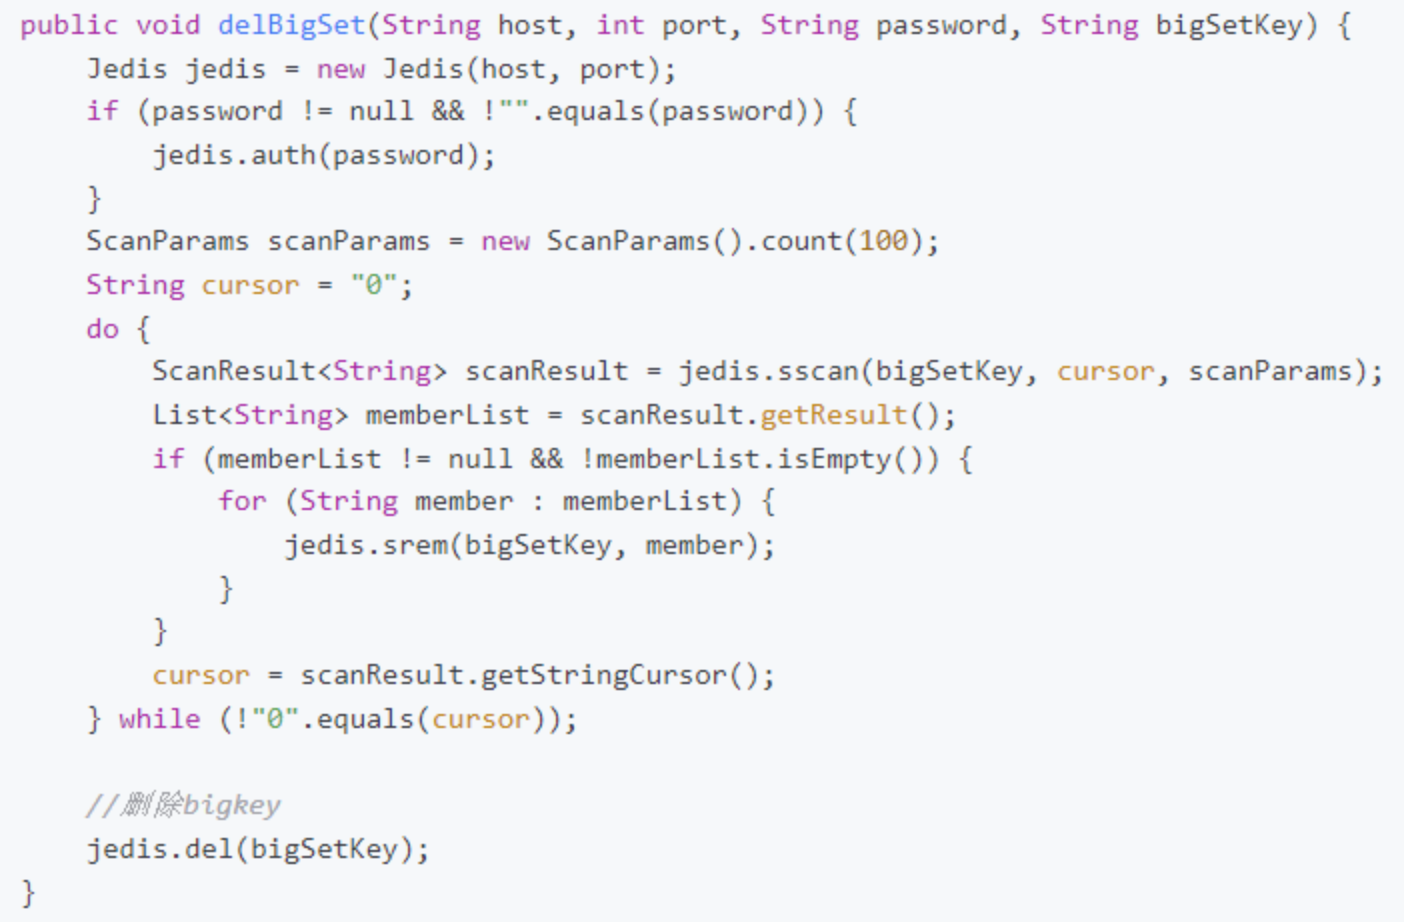 public void delBigSet(String host, int port, String password, String bigSetKey) {
    Jedis jedis = new Jedis(host, port);
    if (password != null && !"".equals(password)) {
        jedis.auth(password);
    }
    ScanParams scanParams = new ScanParams().count(100);
    String cursor = "0";
    do {
        ScanResult<String> scanResult = jedis.sscan(bigSetKey, cursor, scanParams);
        List<String> memberList = scanResult.getResult();
        if (memberList != null && !memberList.isEmpty()) {
            for (String member : memberList) {
                jedis.srem(bigSetKey, member);
            }
        }
        cursor = scanResult.getStringCursor();
    } while (!"0".equals(cursor));

    //删除bigkey
    jedis.del(bigSetKey);
}